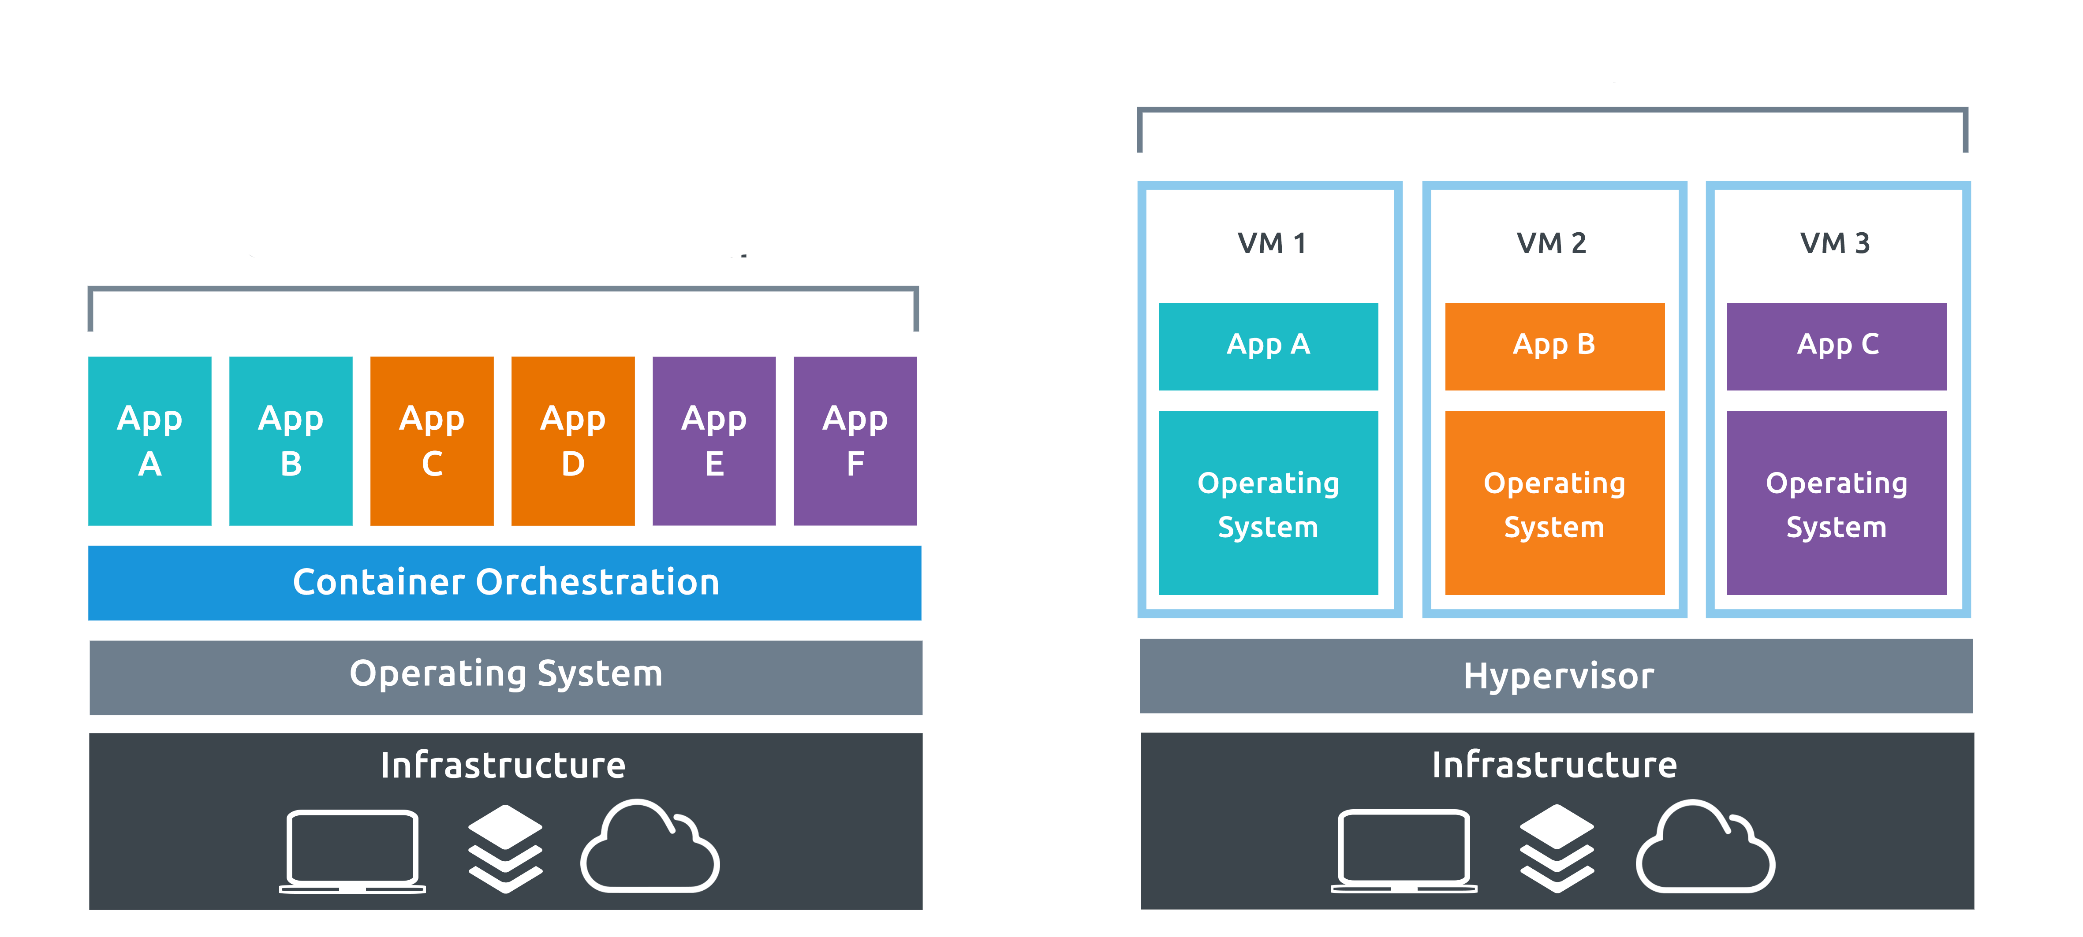 App
A
App
B
App
C
App
D
App
E
App
F
Container Orchestration
Operating System
Infrastructure
VM 1
App A
Operating
System
VM 2
App B
Operating
System
VM 3
App C
Operating
System
Hypervisor
Infrastructure